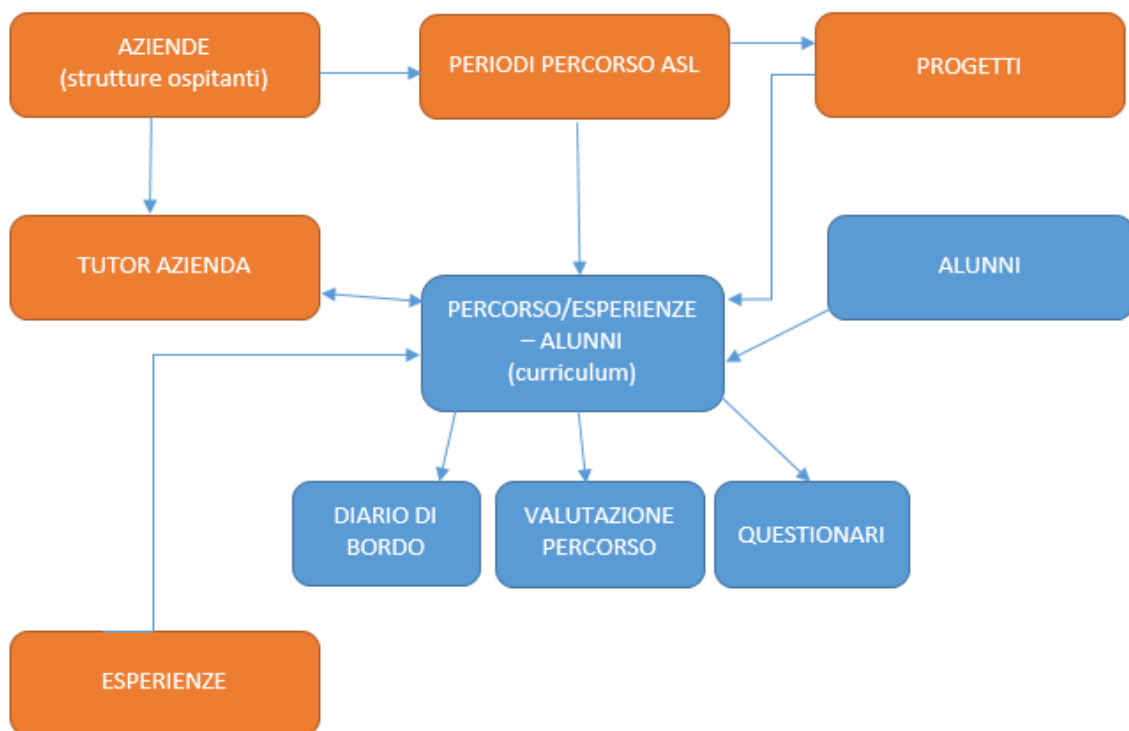 AZIENDE
(strutture ospitanti)
PERIODI PERCORSO ASL
PROGETTI
TUTOR AZIENDA
ALUNNI
PERCORSO/ESPERIENZE
– ALUNNI
(curriculum)
DIARIO DI
BORDO
VALUTAZIONE
PERCORSO
QUESTIONARI
ESPERIENZE